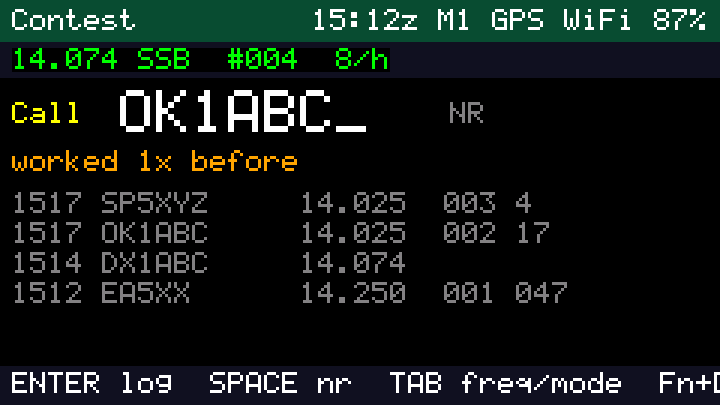 Contest 15:12z M1 GPS WiFi 87%
14.074 SSB #004 8/h
Call OK1ABC_ NR
worked 1x before
1517 SP5XYZ 14.025 003 4
1517 OK1ABC 14.025 002 17
1514 DX1ABC 14.074
1512 EA5XX 14.250 001 047
ENTER log SPACE nr TAB freq/mode Fn+D